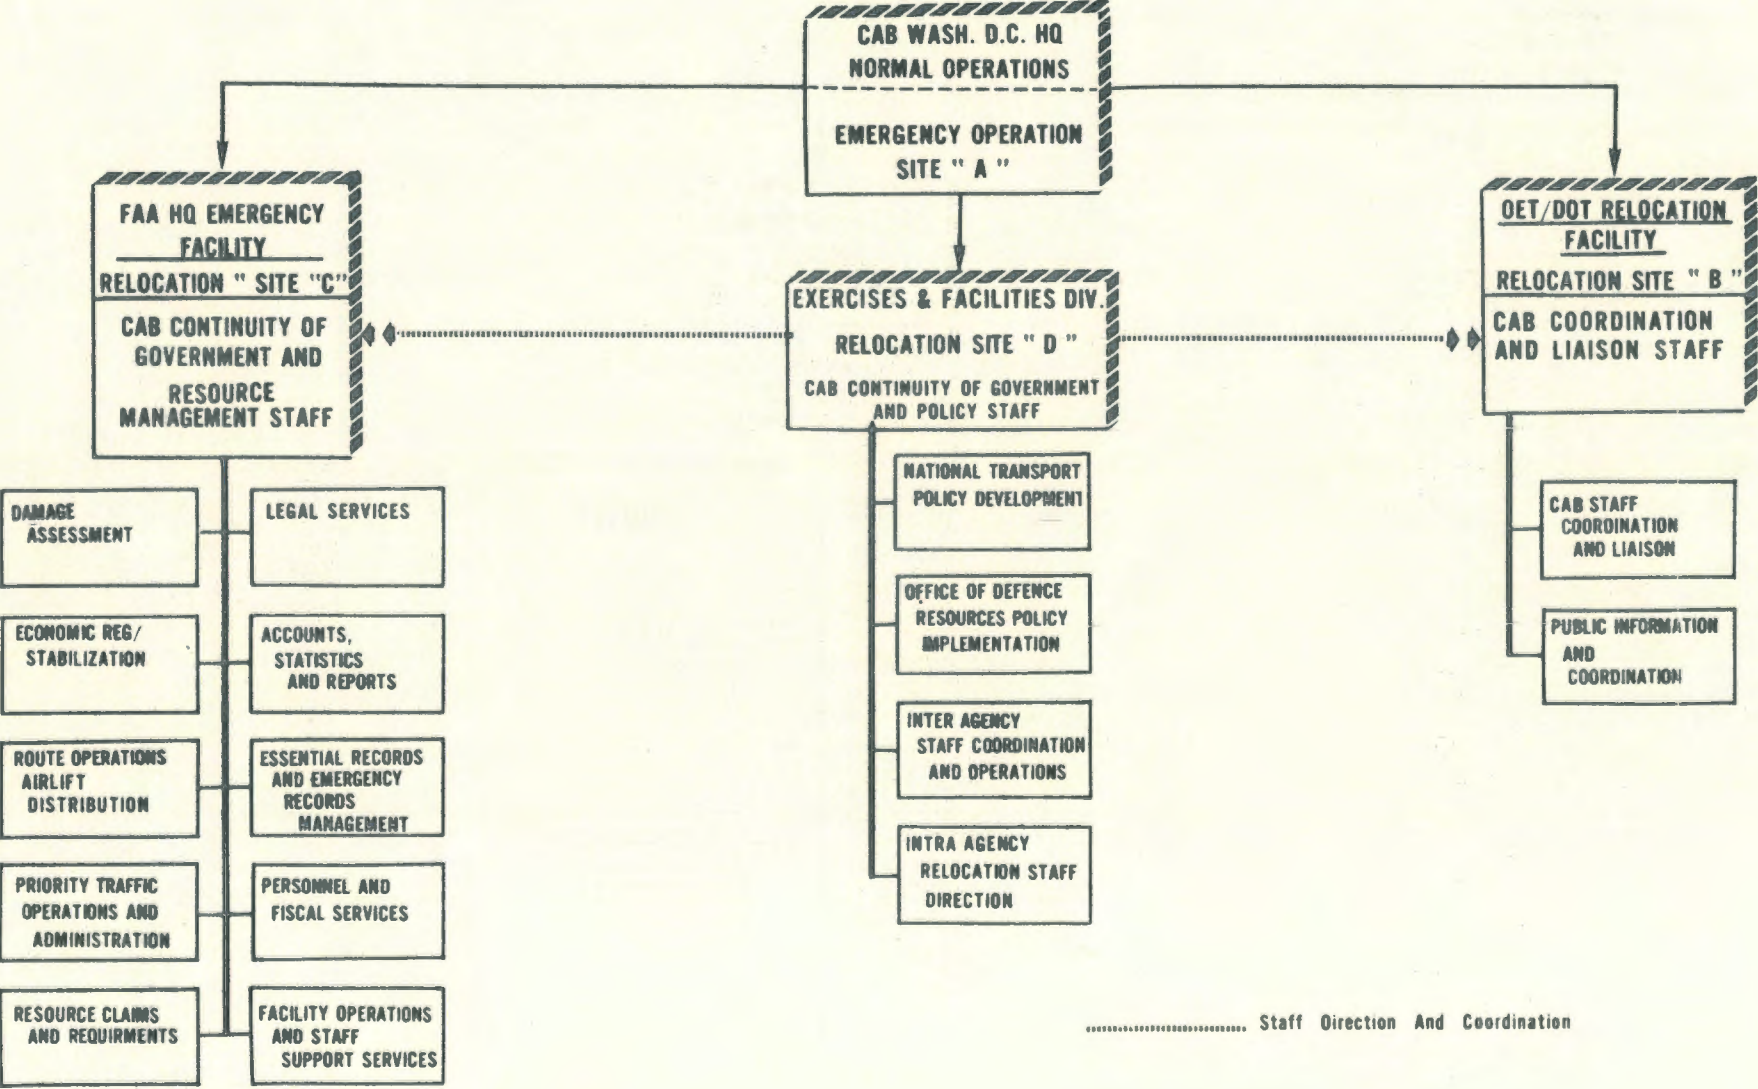 CAB WASH. D.C. HQ
NORMAL OPERATIONS
EMERGENCY OPERATION
SITE " A "
FAA HQ EMERGENCY
FACILITY
RELOCATION " SITE "C"
CAB CONTINUITY OF
GOVERNMENT AND
RESOURCE
MANAGEMENT STAFF
EXERCISES & FACILITIES DIV.
RELOCATION SITE " D "
CAB CONTINUITY OF GOVERNMENT
AND POLICY STAFF
OET/DOT RELOCATION
FACILITY
RELOCATION SITE " B "
CAB COORDINATION
AND LIAISON STAFF
DAMAGE
ASSESSMENT
LEGAL SERVICES
ECONOMIC REG/
STABILIZATION
ACCOUNTS,
STATISTICS
AND REPORTS
ROUTE OPERATIONS
AIRLIFT
DISTRIBUTION
ESSENTIAL RECORDS
AND EMERGENCY
RECORDS
MANAGEMENT
PRIORITY TRAFFIC
OPERATIONS AND
ADMINISTRATION
PERSONNEL AND
FISCAL SERVICES
RESOURCE CLAIMS
AND REQUIRMENTS
FACILITY OPERATIONS
AND STAFF
SUPPORT SERVICES
NATIONAL TRANSPORT
POLICY DEVELOPMENT
OFFICE OF DEFENCE
RESOURCES POLICY
IMPLEMENTATION
INTER AGENCY
STAFF COORDINATION
AND OPERATIONS
INTRA AGENCY
RELOCATION STAFF
DIRECTION
CAB STAFF
COORDINATION
AND LIAISON
PUBLIC INFORMATION
AND
COORDINATION
Staff Direction And Coordination